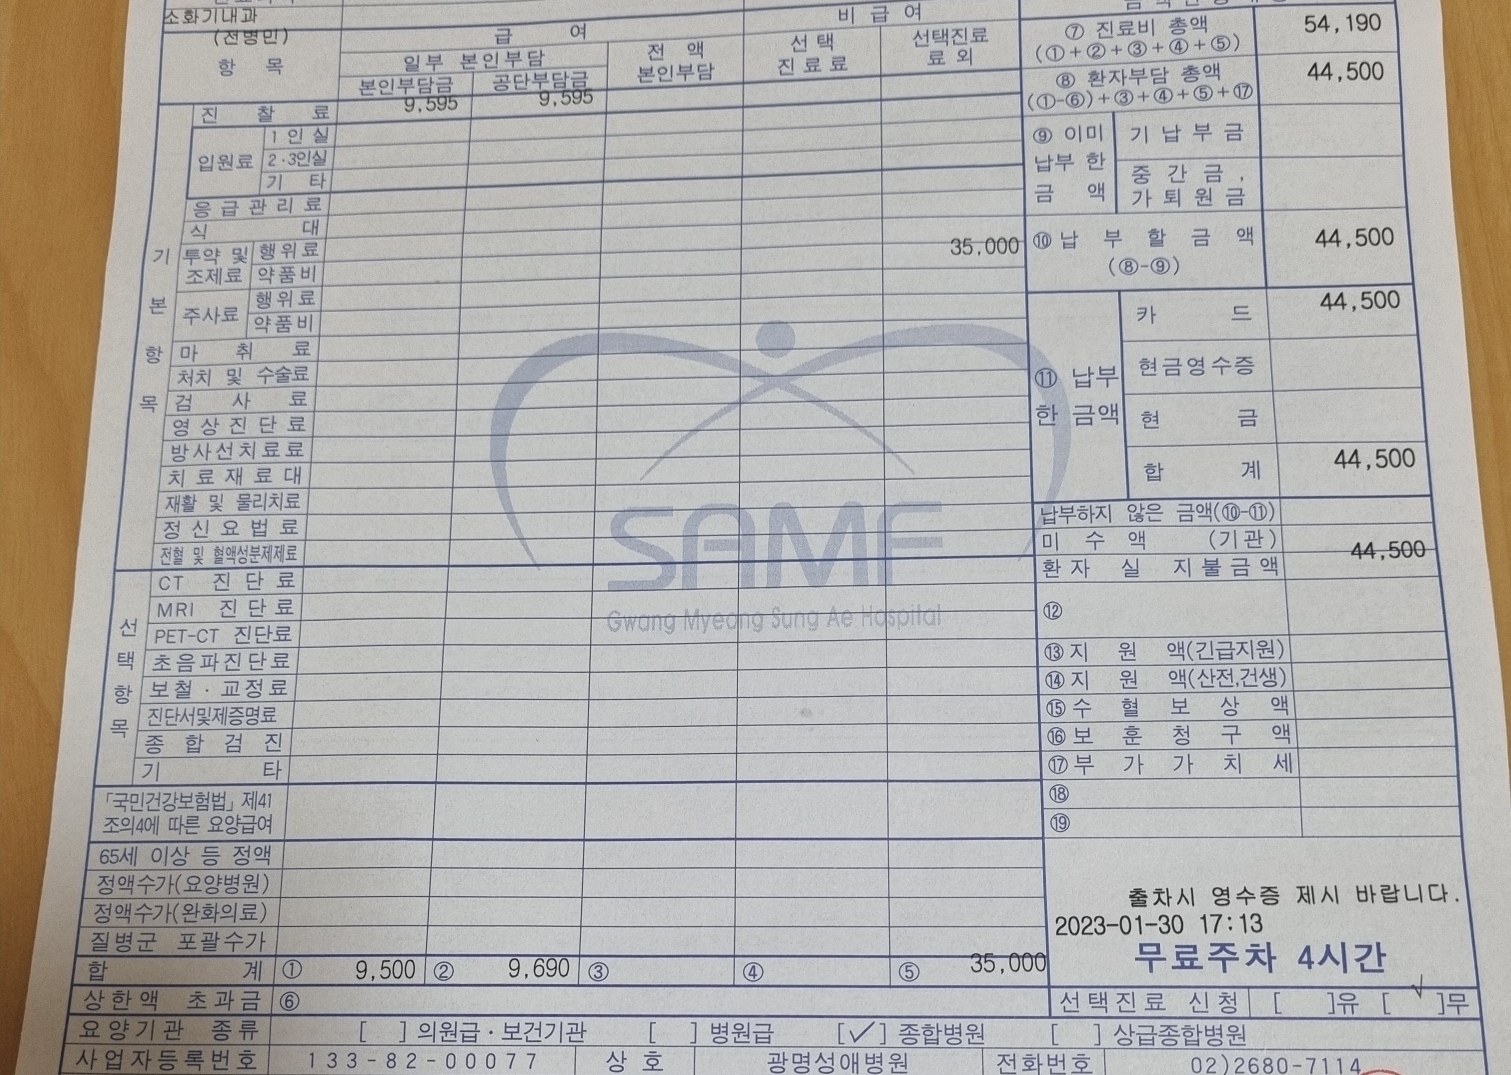 소화기내과
(전병민)
항 목
급 여
비 급 여
일부 본인부담
본인부담금
공단부담금
전 액
본인부담
선 택
진 료 료
선택진료
료 외
⑦ 진료비 총액
(①+②+③+④+⑤)
54,190
⑧ 환자부담 총액
(①-⑥)+③+④+⑤+⑰
44,500
기 본 항 목
진 찰 료
9,595
9,595
입원료
1 인 실
2·3인실
기 타
응 급 관 리 료
식 대
투약 및
조제료
행위료
약품비
35,000
주사료
행위료
약품비
마 취 료
처치 및 수술료
검 사 료
영 상 진 단 료
방사선치료료
치 료 재 료 대
재활 및 물리치료
정 신 요 법 료
전혈 및 혈액성분제제료
⑨ 이미
납부 한
금 액
기 납 부 금
중 간 금 ,
가 퇴 원 금
⑩ 납 부 할 금 액
(⑧-⑨)
44,500
⑪ 납부
한 금액
카 드
44,500
현금영수증
현 금
합 계
44,500
납부하지 않은 금액(⑩-⑪)
미 수 액 (기관)
환 자 실 지 불 금 액
44,500
SAMF
Gwang Myeong Sung Ae Hospital
선 택 항 목
CT 진 단 료
MRI 진 단 료
PET-CT 진단료
초음파진단료
보철 · 교정료
진단서및제증명료
종 합 검 진
기 타
⑫
⑬ 지 원 액(긴급지원)
⑭ 지 원 액(산전,건생)
⑮ 수 혈 보 상 액
⑯ 보 훈 청 구 액
⑰ 부 가 가 치 세
⑱
⑲
「국민건강보험법」 제41
조의4에 따른 요양급여
65세 이상 등 정액
정액수가(요양병원)
정액수가(완화의료)
질병군 포괄수가
합 계
① 9,500
② 9,690
③
④
⑤ 35,000
출차시 영수증 제시 바랍니다.
2023-01-30 17:13
무료주차 4시간
상한액 초과금 ⑥
선택진료 신청 [ ]유 [ √ ]무
요양기관 종류
[ ] 의원급·보건기관
[ ] 병원급
[✓] 종합병원
[ ] 상급종합병원
사업자등록번호
133-82-00077
상 호
광명성애병원
전화번호
02)2680-7114